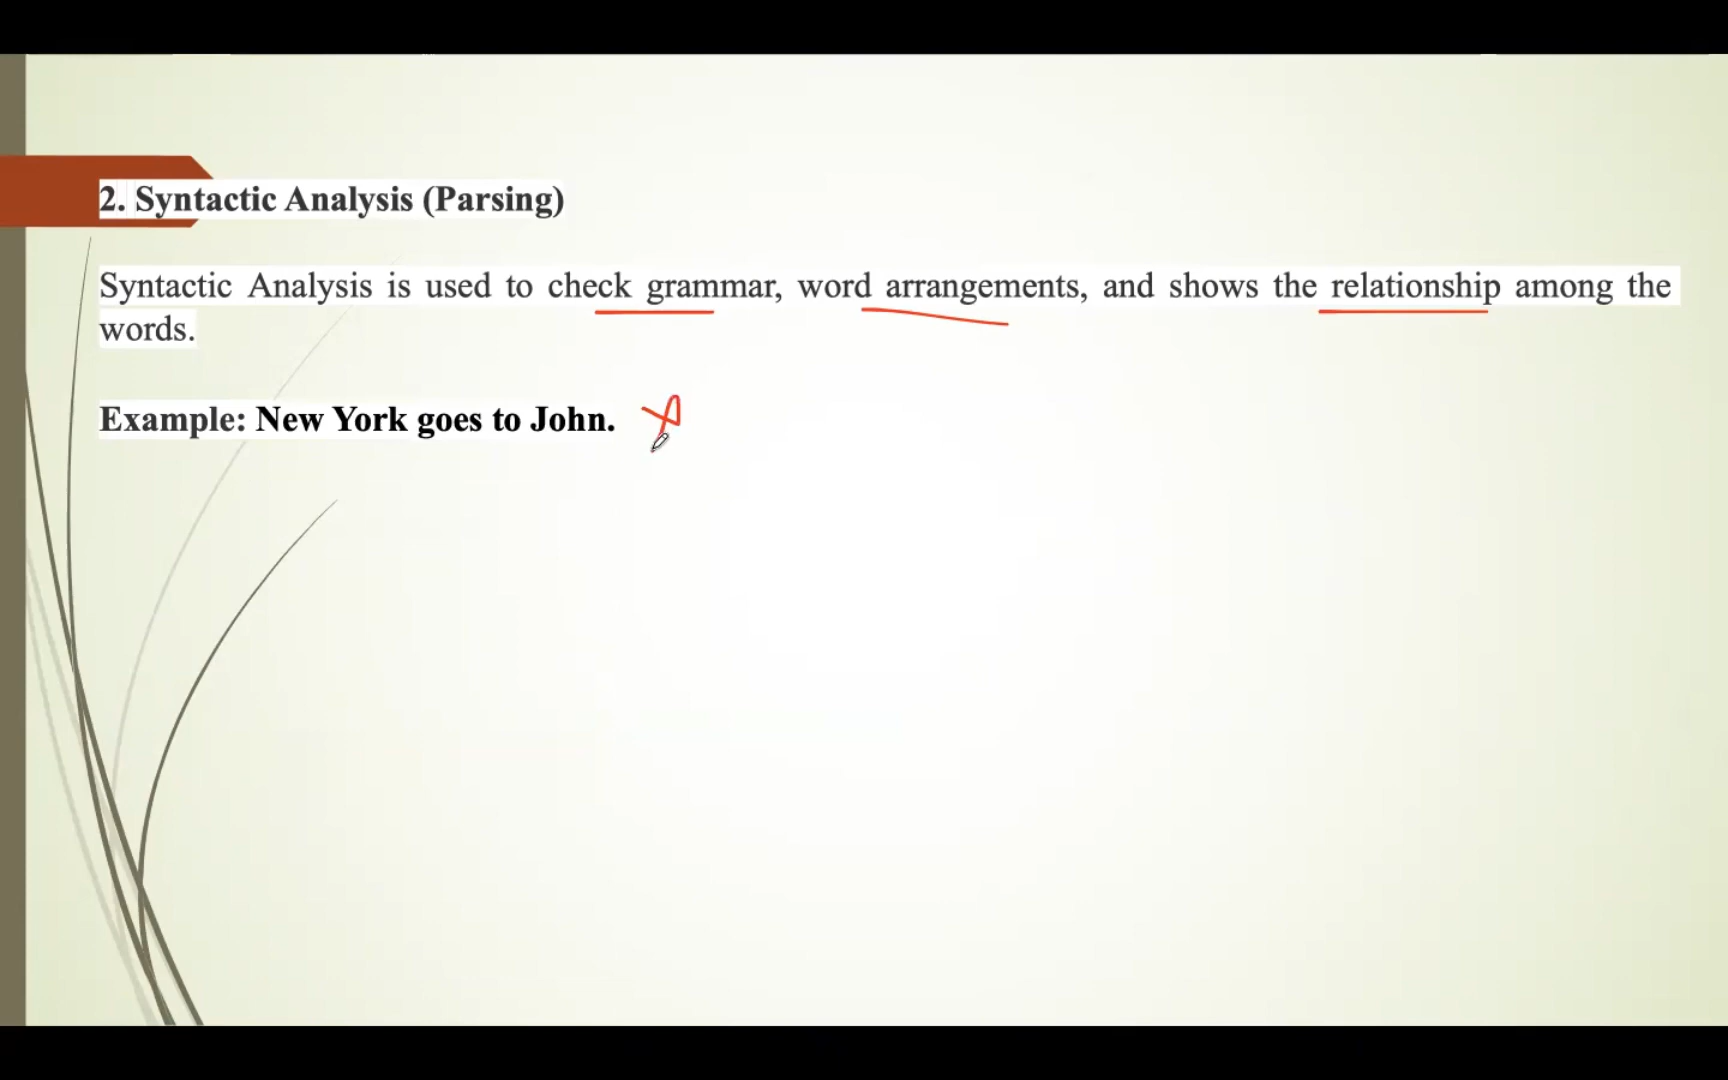 2. Syntactic Analysis (Parsing)
Syntactic Analysis is used to check grammar, word arrangements, and shows the relationship among the
words.
Example: New York goes to John.